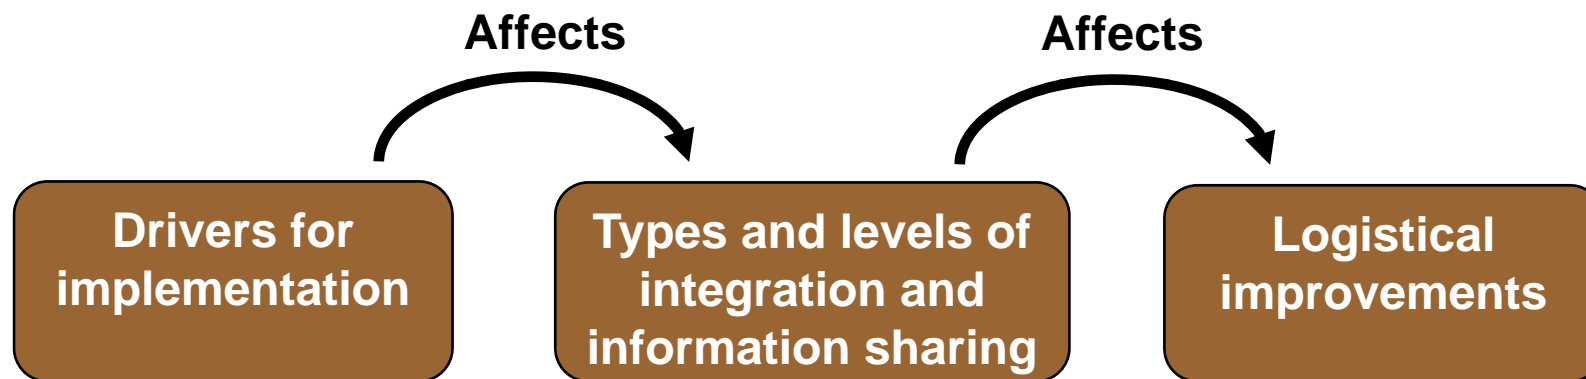 Affects
Affects
Drivers for
implementation
Types and levels of
integration and
information sharing
Logistical
improvements